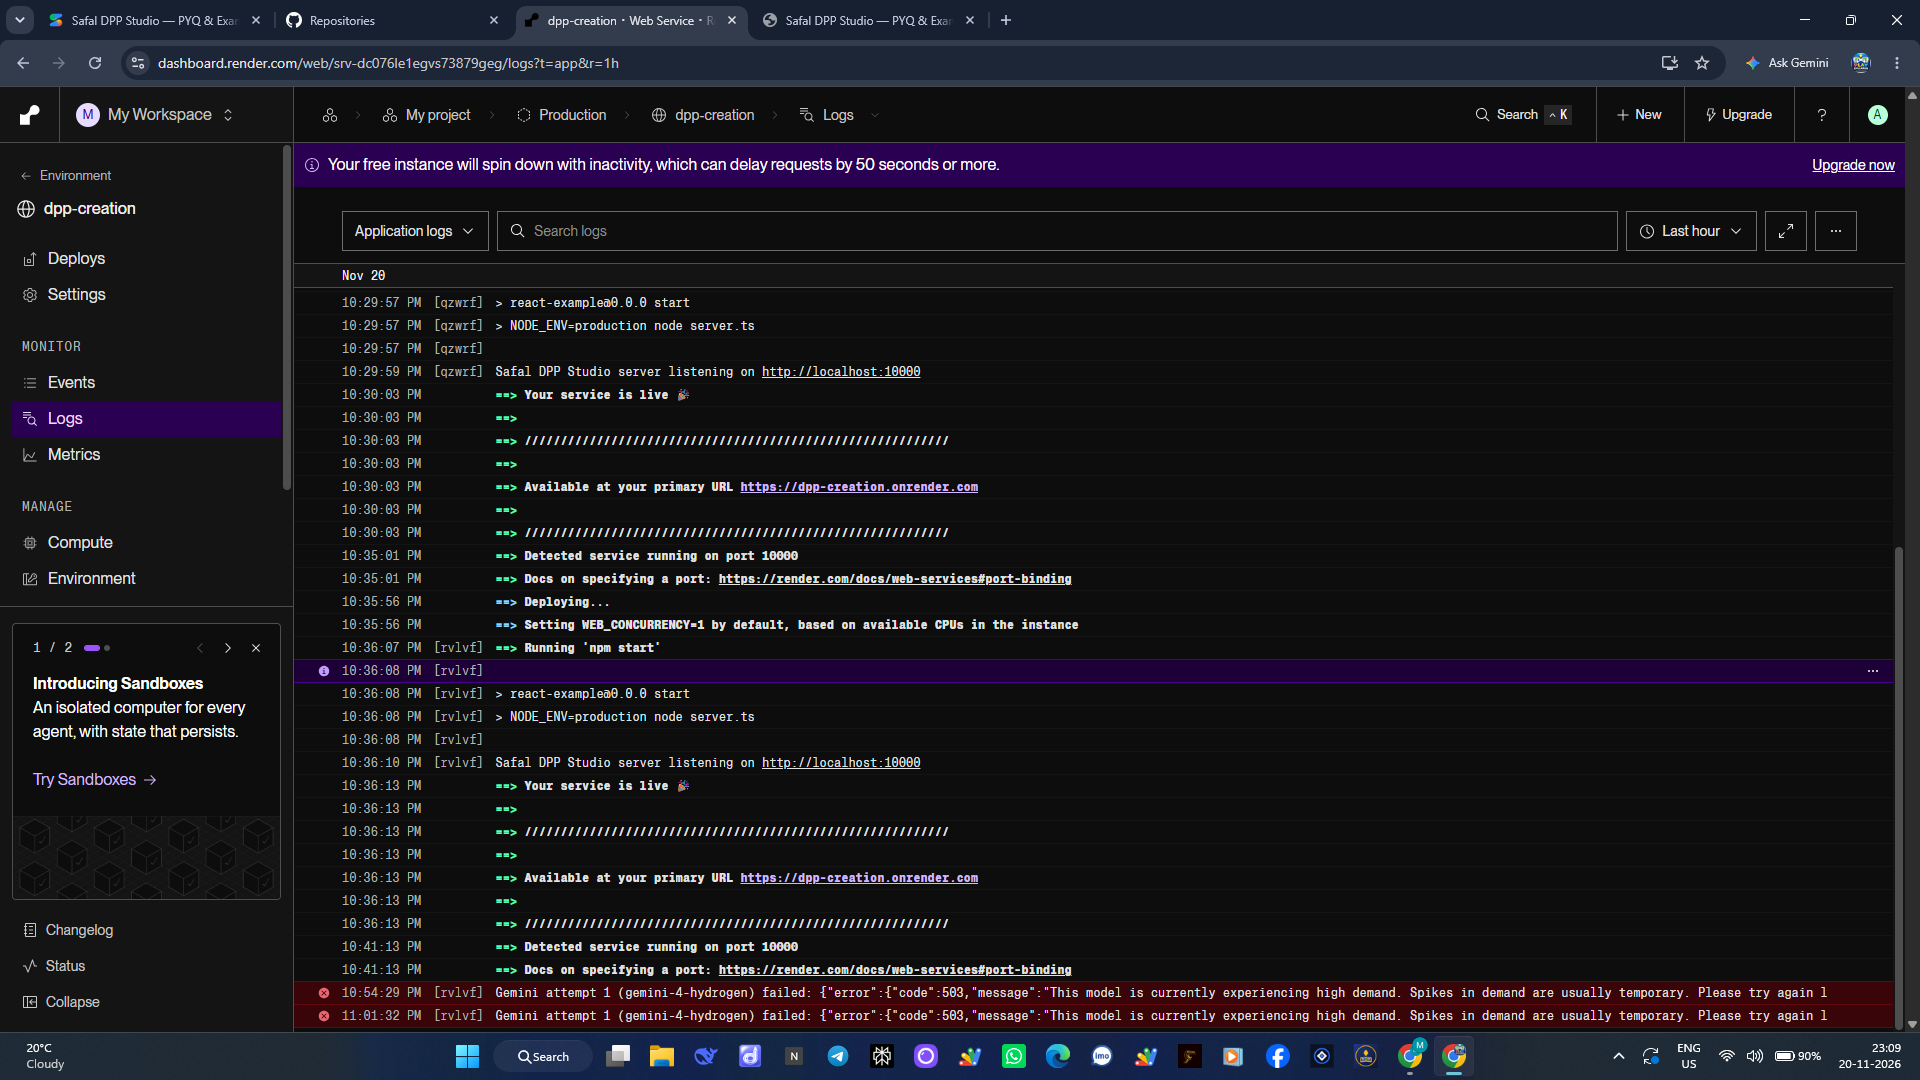 Safal DPP Studio — PYQ & Exa
Repositories
dpp-creation · Web Service · R
Safal DPP Studio — PYQ & Exam
dashboard.render.com/web/srv-dc076le1egvs73879geg/logs?t=app&r=1h
Ask Gemini
M My Workspace
My project
Production
dpp-creation
Logs
Search ^ K
+ New
Upgrade
?
A
Your free instance will spin down with inactivity, which can delay requests by 50 seconds or more.
Upgrade now
← Environment
dpp-creation
Deploys
Settings
MONITOR
Events
Logs
Metrics
MANAGE
Compute
Environment
1 / 2
Introducing Sandboxes
An isolated computer for every
agent, with state that persists.
Try Sandboxes →
Changelog
Status
Collapse
Application logs
Search logs
Last hour
...
Nov 20
10:29:57 PM [qzwrf] > react-example@0.0.0 start
10:29:57 PM [qzwrf] > NODE_ENV=production node server.ts
10:29:57 PM [qzwrf]
10:29:59 PM [qzwrf] Safal DPP Studio server listening on http://localhost:10000
10:30:03 PM ==> Your service is live 🎉
10:30:03 PM ==>
10:30:03 PM ==> ///////////////////////////////////////////////////////////
10:30:03 PM ==>
10:30:03 PM ==> Available at your primary URL https://dpp-creation.onrender.com
10:30:03 PM ==>
10:30:03 PM ==> ///////////////////////////////////////////////////////////
10:35:01 PM ==> Detected service running on port 10000
10:35:01 PM ==> Docs on specifying a port: https://render.com/docs/web-services#port-binding
10:35:56 PM ==> Deploying...
10:35:56 PM ==> Setting WEB_CONCURRENCY=1 by default, based on available CPUs in the instance
10:36:07 PM [rvlvf] ==> Running 'npm start'
10:36:08 PM [rvlvf]
...
10:36:08 PM [rvlvf] > react-example@0.0.0 start
10:36:08 PM [rvlvf] > NODE_ENV=production node server.ts
10:36:08 PM [rvlvf]
10:36:10 PM [rvlvf] Safal DPP Studio server listening on http://localhost:10000
10:36:13 PM ==> Your service is live 🎉
10:36:13 PM ==>
10:36:13 PM ==> ///////////////////////////////////////////////////////////
10:36:13 PM ==>
10:36:13 PM ==> Available at your primary URL https://dpp-creation.onrender.com
10:36:13 PM ==>
10:36:13 PM ==> ///////////////////////////////////////////////////////////
10:41:13 PM ==> Detected service running on port 10000
10:41:13 PM ==> Docs on specifying a port: https://render.com/docs/web-services#port-binding
10:54:29 PM [rvlvf] Gemini attempt 1 (gemini-4-hydrogen) failed: {"error":{"code":503,"message":"This model is currently experiencing high demand. Spikes in demand are usually temporary. Please try again l
11:01:32 PM [rvlvf] Gemini attempt 1 (gemini-4-hydrogen) failed: {"error":{"code":503,"message":"This model is currently experiencing high demand. Spikes in demand are usually temporary. Please try again l
20°C
Cloudy
Search
N
imo
M
ENG
US
90%
23:09
20-11-2026